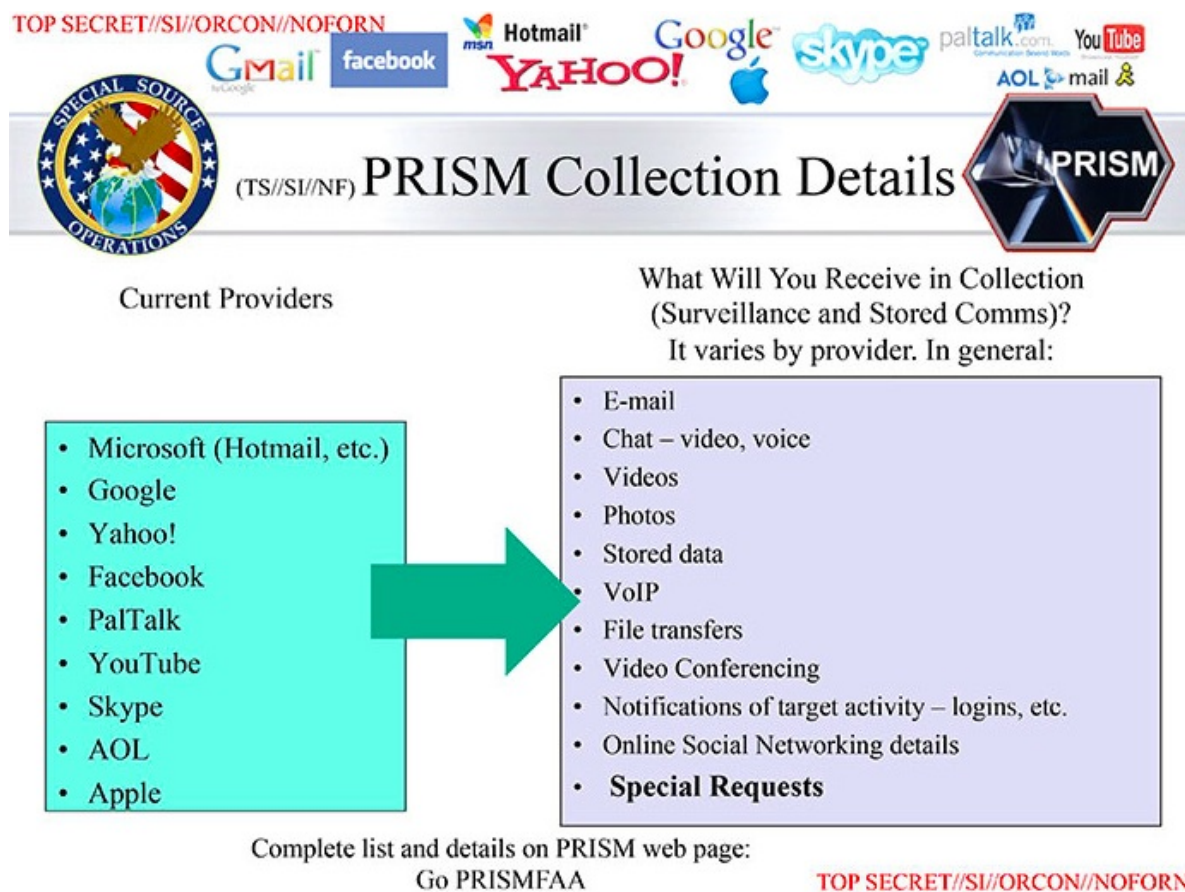 TOP SECRET//SI//ORCON//NOFORN
GMail
by Google
facebook
msn
Hotmail
YAHOO!
Google
skype
paltalk.com
Communication Beyond Words
YouTube
AOL mail
SPECIAL SOURCE
OPERATIONS
(TS//SI//NF) PRISM Collection Details
PRISM
Current Providers
• Microsoft (Hotmail, etc.)
• Google
• Yahoo!
• Facebook
• PalTalk
• YouTube
• Skype
• AOL
• Apple
What Will You Receive in Collection
(Surveillance and Stored Comms)?
It varies by provider. In general:
• E-mail
• Chat – video, voice
• Videos
• Photos
• Stored data
• VoIP
• File transfers
• Video Conferencing
• Notifications of target activity – logins, etc.
• Online Social Networking details
• Special Requests
Complete list and details on PRISM web page:
Go PRISMFAA
TOP SECRET//SI//ORCON//NOFORN